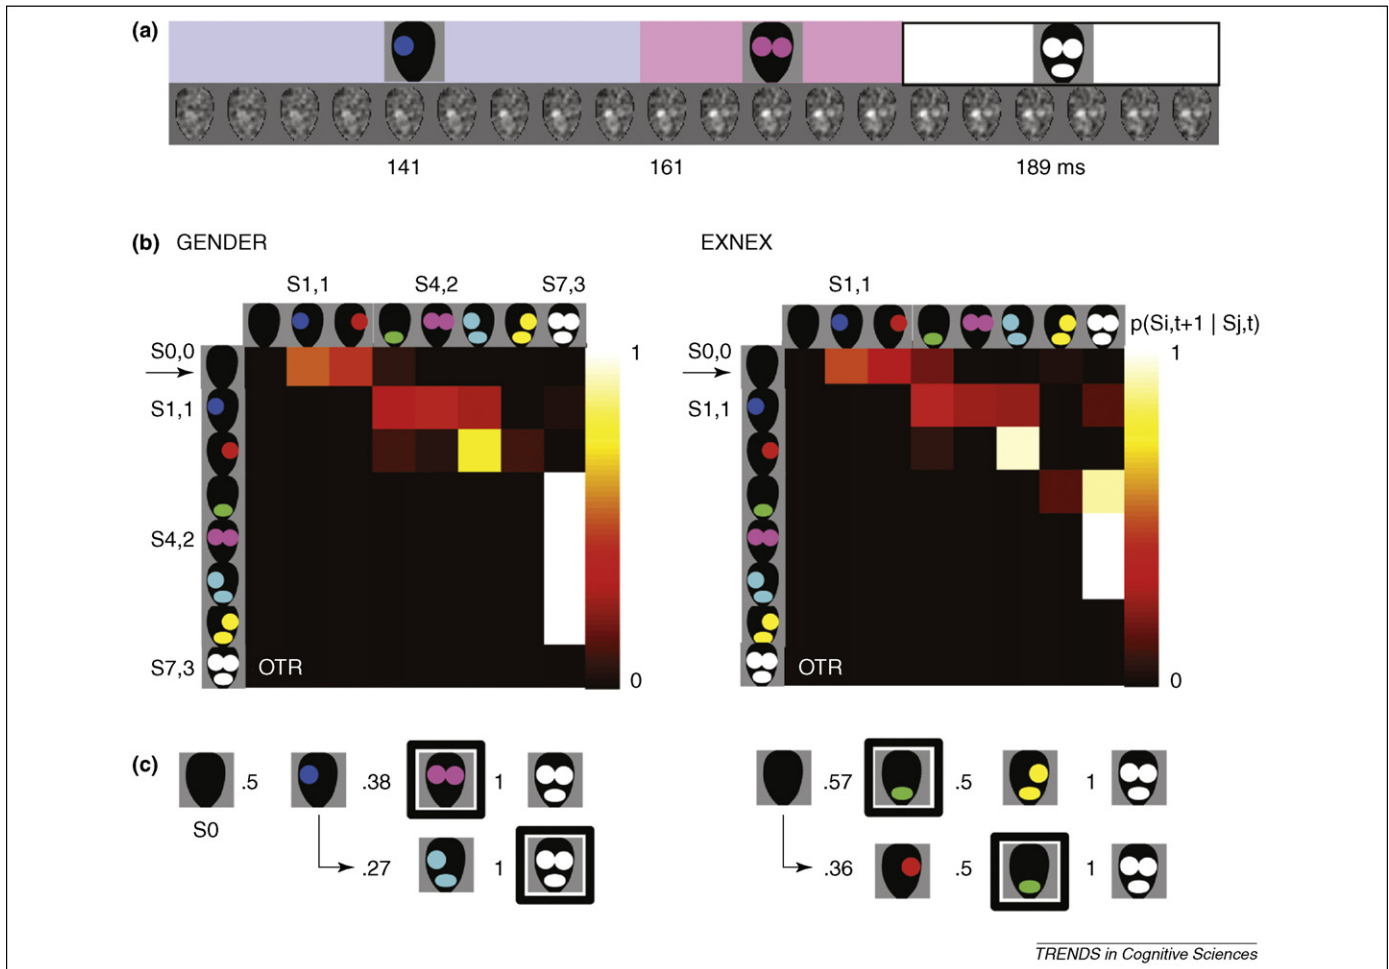 (a)
141 161 189 ms
(b) GENDER EXNEX
S1,1 S4,2 S7,3 S1,1
p(Si,t+1 | Sj,t)
S0,0 1 S0,0 1
S1,1 S1,1
S4,2
S7,3 OTR 0 OTR 0
(c) .5 .38 1 .57 .5 1
S0
.27 1 .36 .5 1
TRENDS in Cognitive Sciences